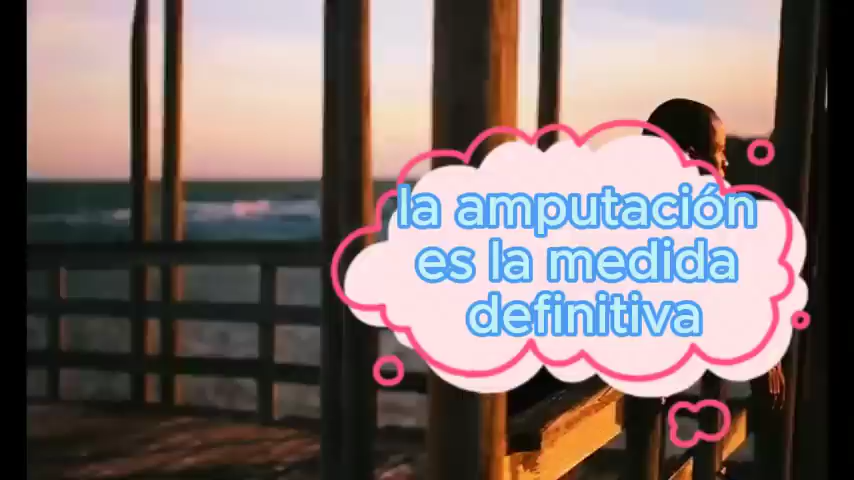 la amputación
es la medida
definitiva